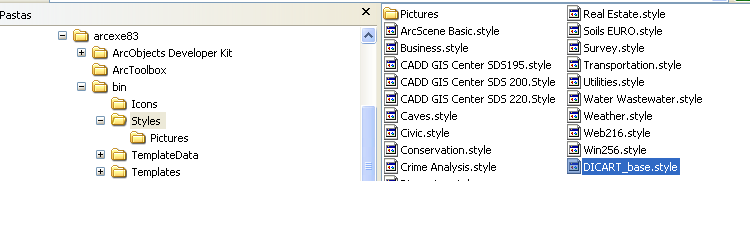 Pastas
arcexe83
ArcObjects Developer Kit
ArcToolbox
bin
Icons
Styles
Pictures
TemplateData
Templates
Pictures
ArcScene Basic.style
Business.style
CADD GIS Center SDS195.style
CADD GIS Center SDS 200.Style
CADD GIS Center SDS 220.Style
Caves.style
Civic.style
Conservation.style
Crime Analysis.style
Real Estate.style
Soils EURO.style
Survey.style
Transportation.style
Utilities.style
Water Wastewater.style
Weather.style
Web216.style
Win256.style
DICART_base.style